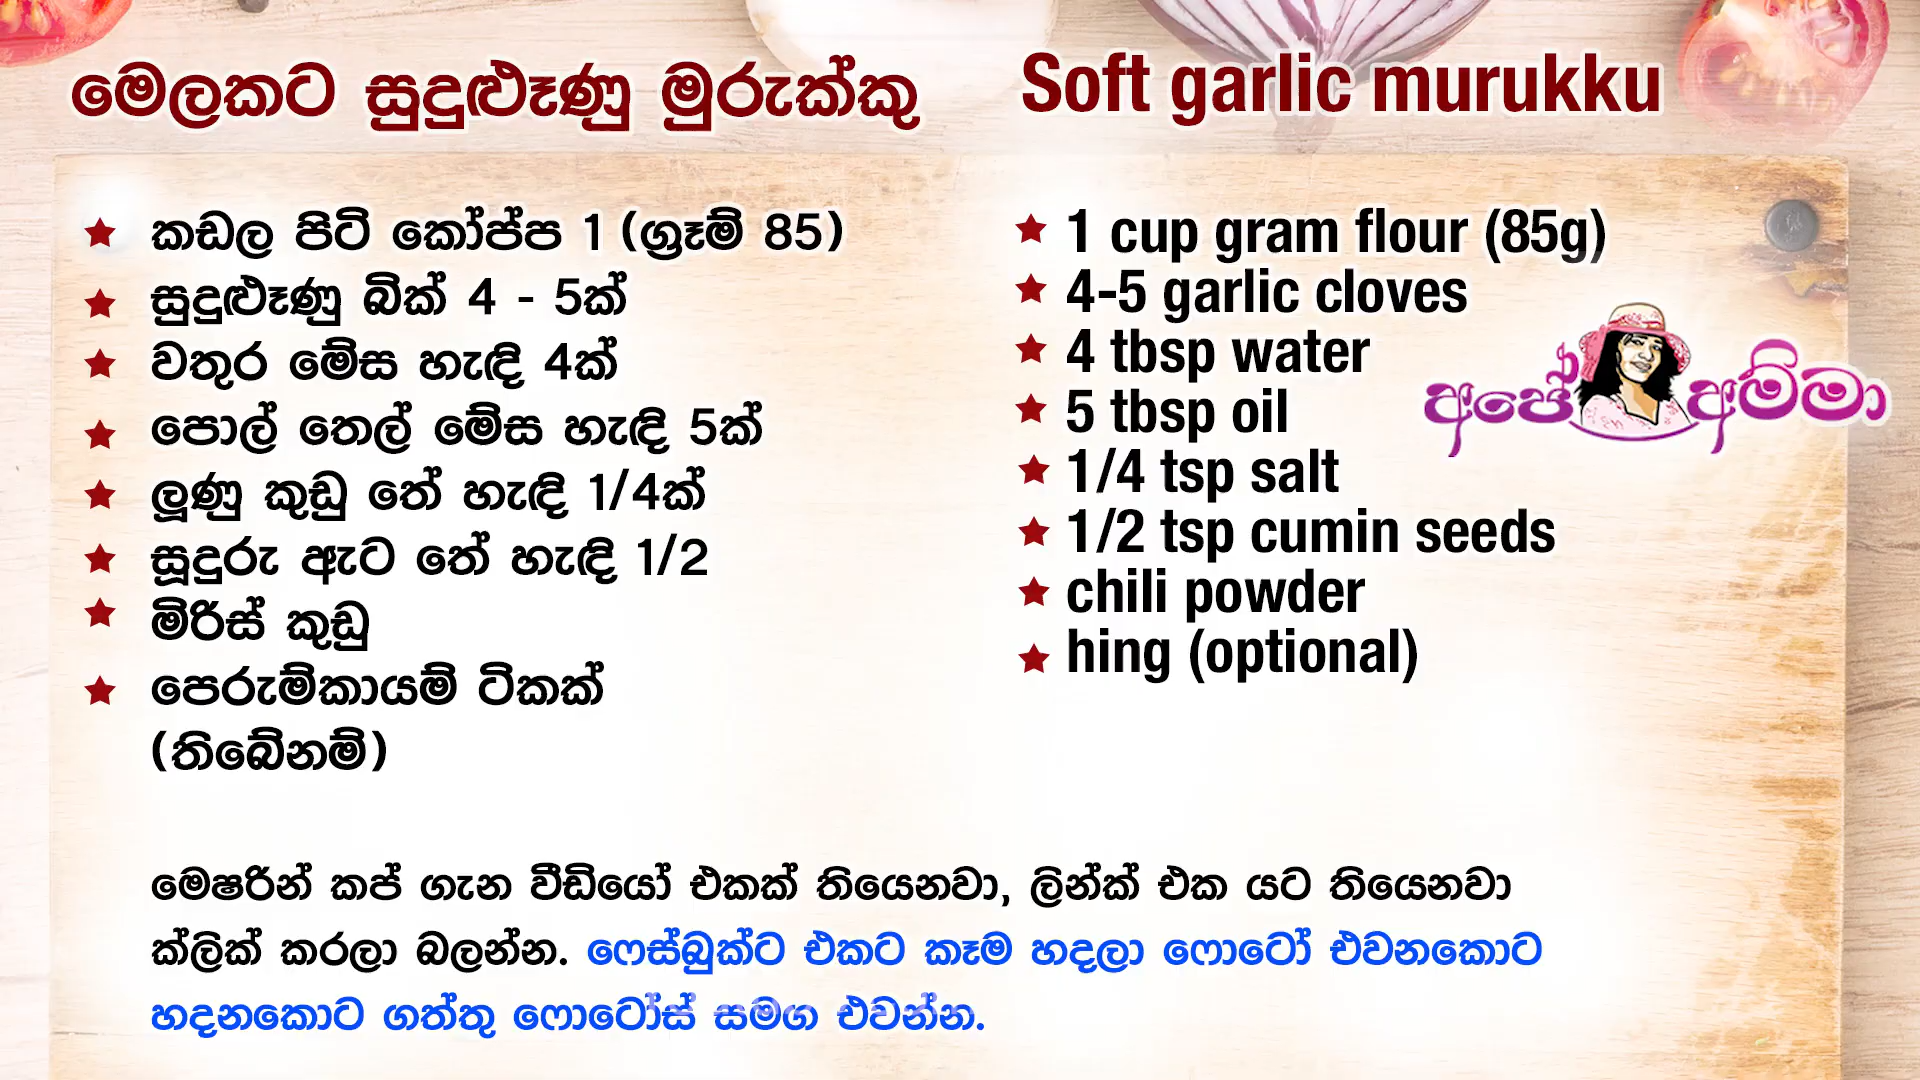 මෙලකට සුදුළූණු මුරුක්කු
කඩල පිටි කෝප්ප 1 (ග්‍රෑම් 85)
සුදුළූණු බික් 4 - 5ක්
වතුර මේස හැඳි 4ක්
පොල් තෙල් මේස හැඳි 5ක්
ලූණු කුඩු තේ හැඳි 1/4ක්
සූදුරු ඇට තේ හැඳි 1/2
මිරිස් කුඩු
පෙරුම්කායම් ටිකක්
(තිබේනම්)
Soft garlic murukku
1 cup gram flour (85g)
4-5 garlic cloves
4 tbsp water
5 tbsp oil
1/4 tsp salt
1/2 tsp cumin seeds
chili powder
hing (optional)
අපේ අම්මා
මෙෂරින් කප් ගැන වීඩියෝ එකක් තියෙනවා, ලින්ක් එක යට තියෙනවා
ක්ලික් කරලා බලන්න. ෆෙස්බුක්ට එකට කෑම හදලා ෆොටෝ එවනකොට
හදනකොට ගත්තු ෆොටෝස් සමග එවන්න.